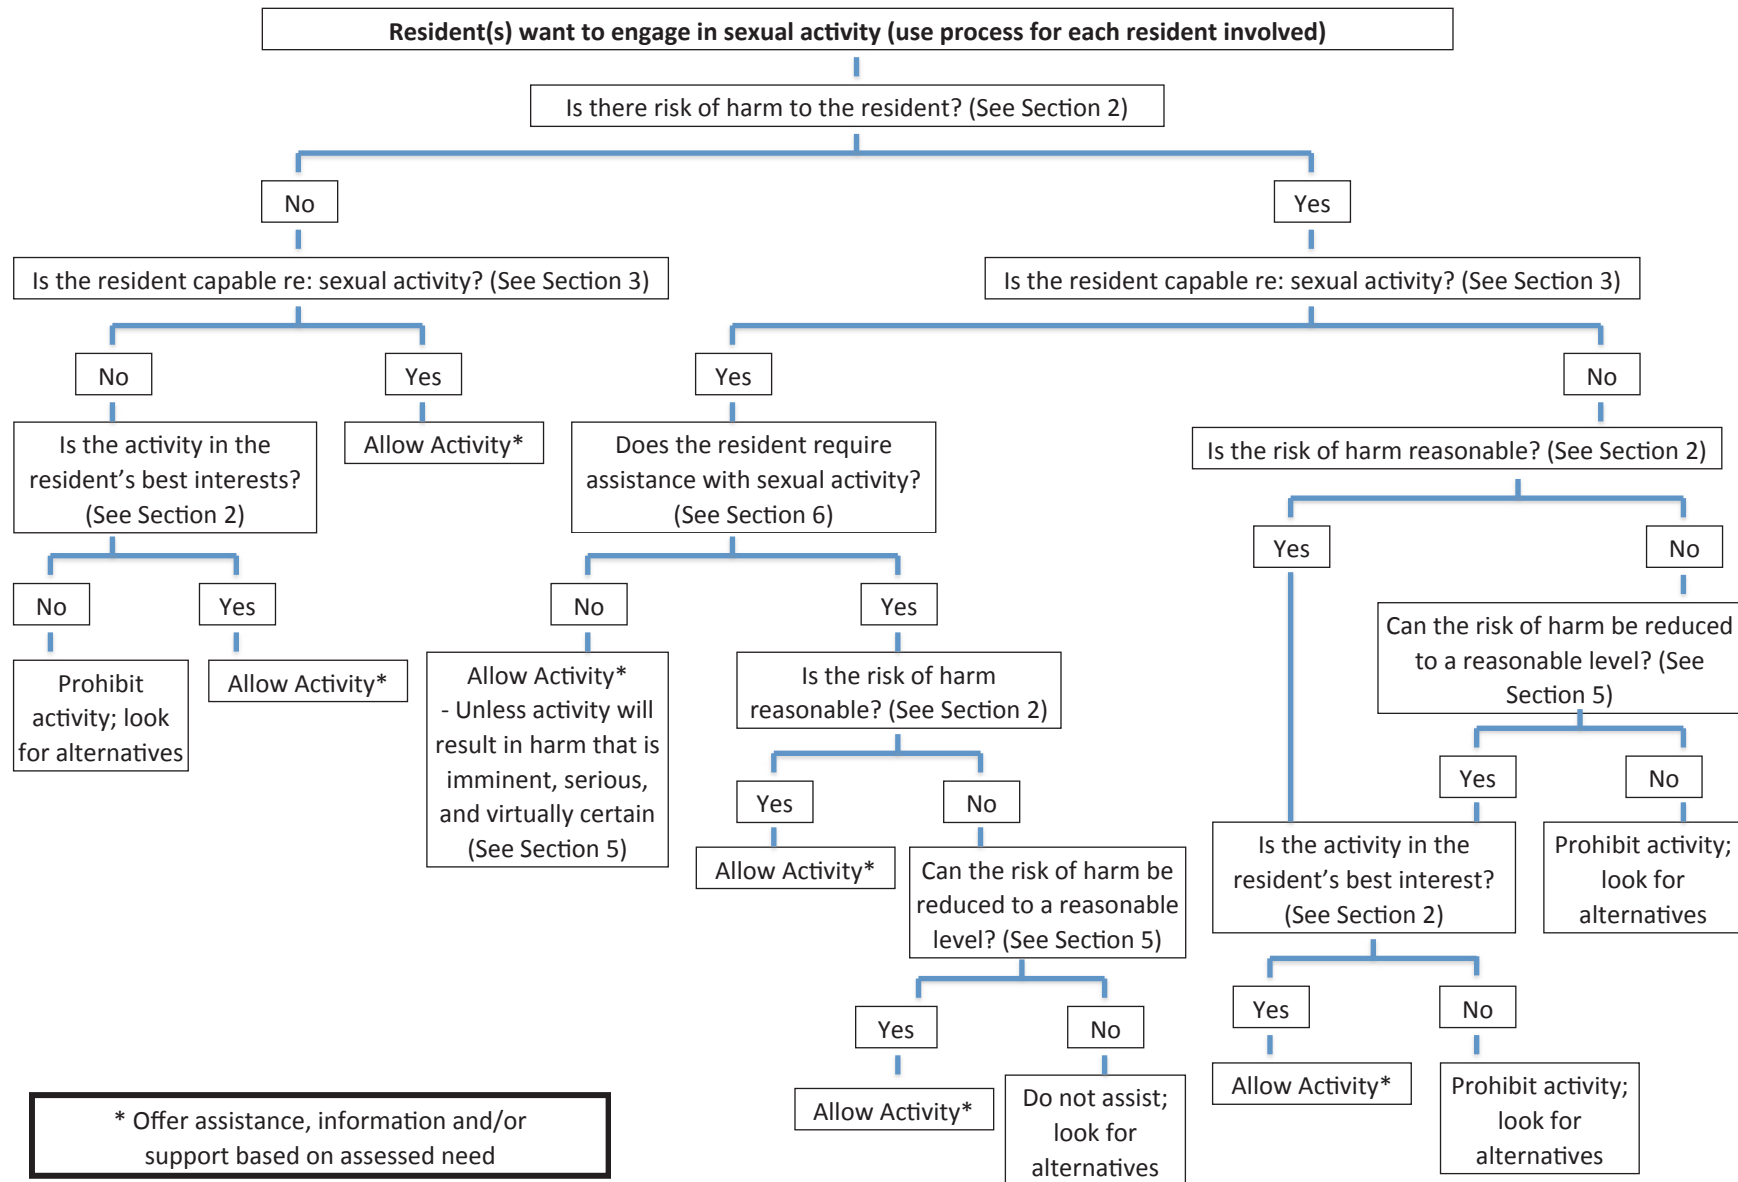 Resident(s) want to engage in sexual activity (use process for each resident involved)
Is there risk of harm to the resident? (See Section 2)
No
Yes
Is the resident capable re: sexual activity? (See Section 3)
Is the resident capable re: sexual activity? (See Section 3)
No
Yes
Yes
No
Is the activity in the
resident’s best interests?
(See Section 2)
Allow Activity*
Does the resident require
assistance with sexual activity?
(See Section 6)
Is the risk of harm reasonable? (See Section 2)
Yes
No
No
Yes
No
Yes
Prohibit
activity; look
for alternatives
Allow Activity*
Allow Activity*
- Unless activity will
result in harm that is
imminent, serious,
and virtually certain
(See Section 5)
Is the risk of harm
reasonable? (See Section 2)
Can the risk of harm be reduced
to a reasonable level? (See
Section 5)
Yes
No
Yes
No
Allow Activity*
Can the risk of harm be
reduced to a reasonable
level? (See Section 5)
Is the activity in the
resident’s best interest?
(See Section 2)
Prohibit activity;
look for
alternatives
Yes
No
Yes
No
Allow Activity*
Do not assist;
look for
alternatives
Allow Activity*
Prohibit activity;
look for
alternatives
* Offer assistance, information and/or
support based on assessed need